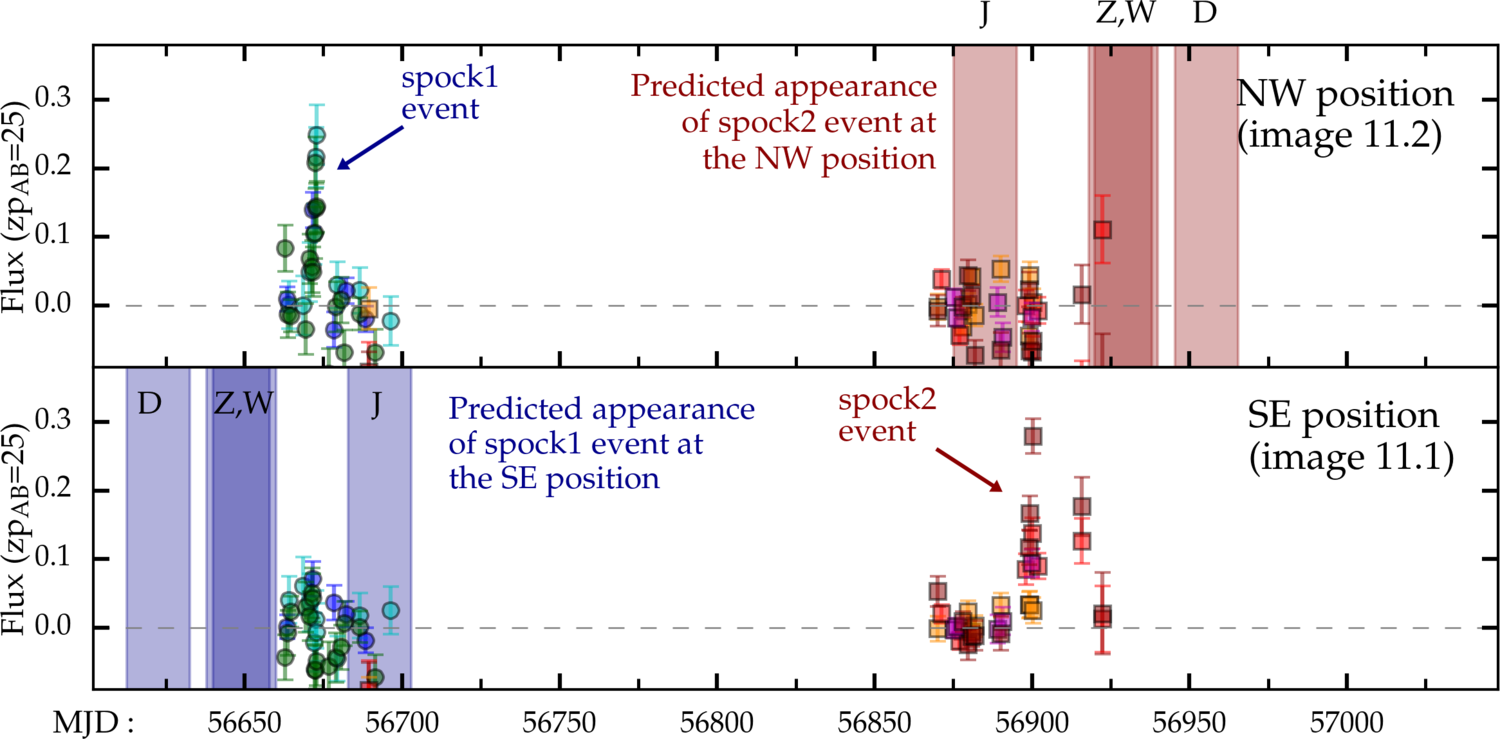 J Z,W D
0.3
0.2
0.1
0.0
Flux (zpAB=25)
spock1
event
Predicted appearance
of spock2 event at
the NW position
NW position
(image 11.2)
0.3
0.2
0.1
0.0
Flux (zpAB=25)
D Z,W J
Predicted appearance
of spock1 event at
the SE position
spock2
event
SE position
(image 11.1)
MJD : 56650 56700 56750 56800 56850 56900 56950 57000